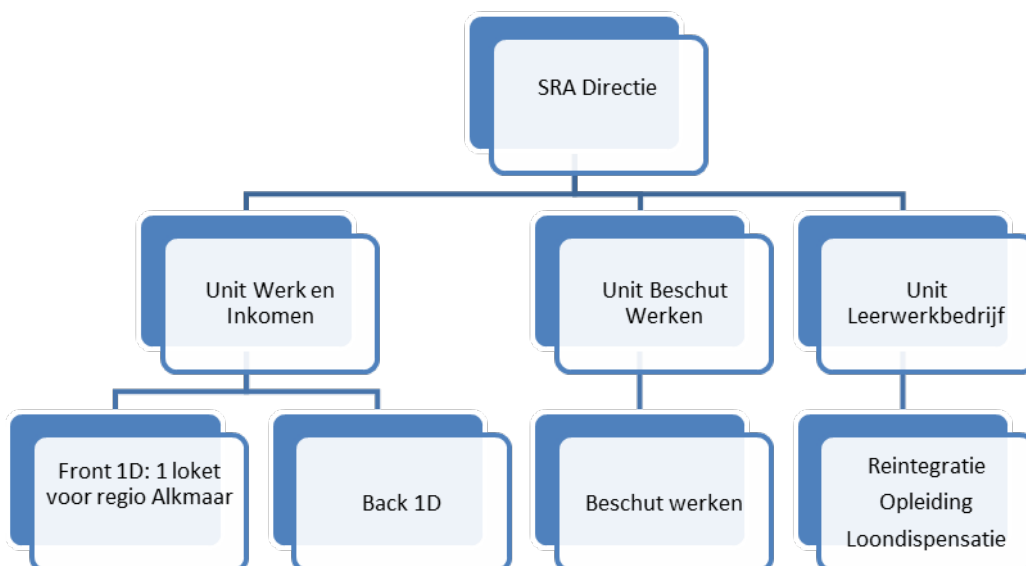 SRA Directie
Unit Werk en
Inkomen
Unit Beschut
Werken
Unit
Leerwerkbedrijf
Front 1D: 1 loket
voor regio Alkmaar
Back 1D
Beschut werken
Reintegratie
Opleiding
Loondispensatie